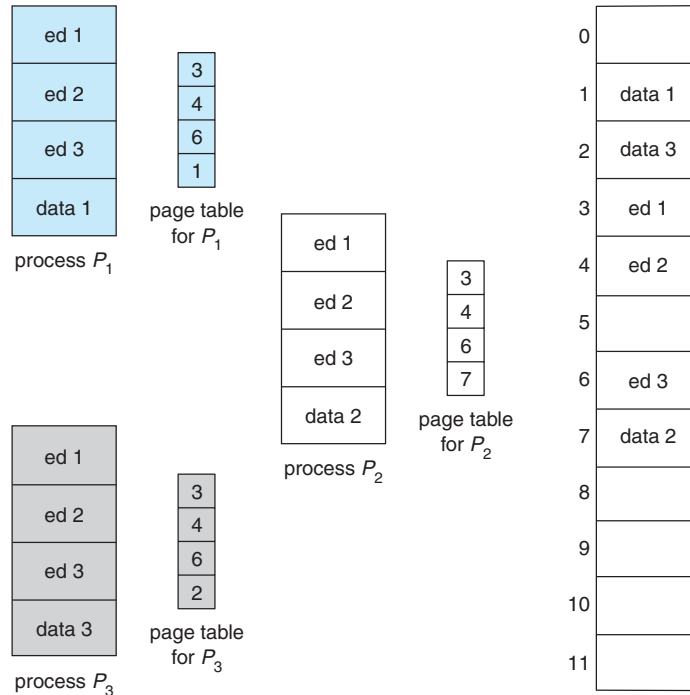 ed 1
ed 2
ed 3
data 1
process P1
3
4
6
1
page table
for P1
ed 1
ed 2
ed 3
data 2
process P2
3
4
6
7
page table
for P2
ed 1
ed 2
ed 3
data 3
process P3
3
4
6
2
page table
for P3
0
1 data 1
2 data 3
3 ed 1
4 ed 2
5
6 ed 3
7 data 2
8
9
10
11